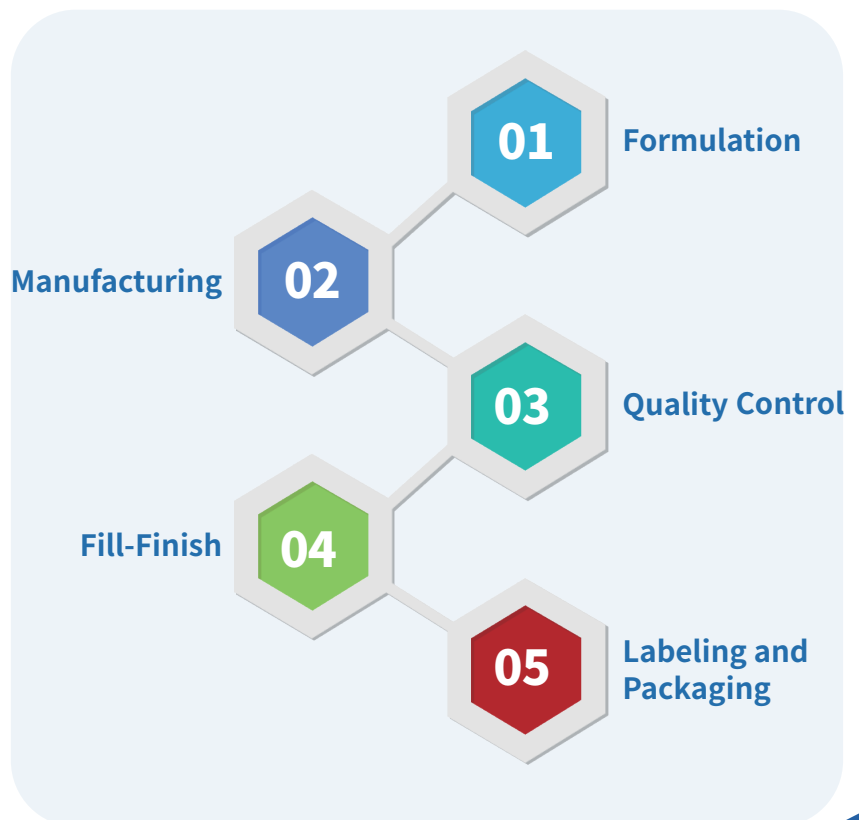 01
Formulation
02
Manufacturing
03
Quality Control
04
Fill-Finish
05
Labeling and
Packaging